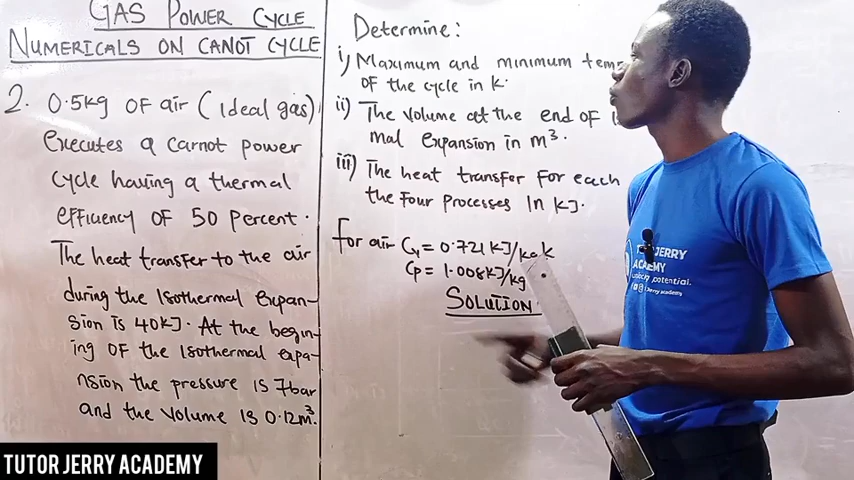 GAS POWER CYCLE
NUMERICALS ON CANOT CYCLE
2. 0.5kg OF air (Ideal gas)
executes a carnot power
cycle having a thermal
efficiency OF 50 percent.
The heat transfer to the air
during the Isothermal expan-
sion is 40KJ. At the begin-
ing OF the Isothermal expa-
nsion the pressure is 7bar
and the volume is 0.12m³.
Determine:
i) Maximum and minimum
of the cycle in K.
ii) The volume at the end of
mal expansion in m³.
iii) The heat transfer for each
the four processes In KJ.
For air Cv = 0.721KJ/kg k
Cp = 1.008KJ/kg
SOLUTION
JERRY
potential.
TUTOR JERRY ACADEMY